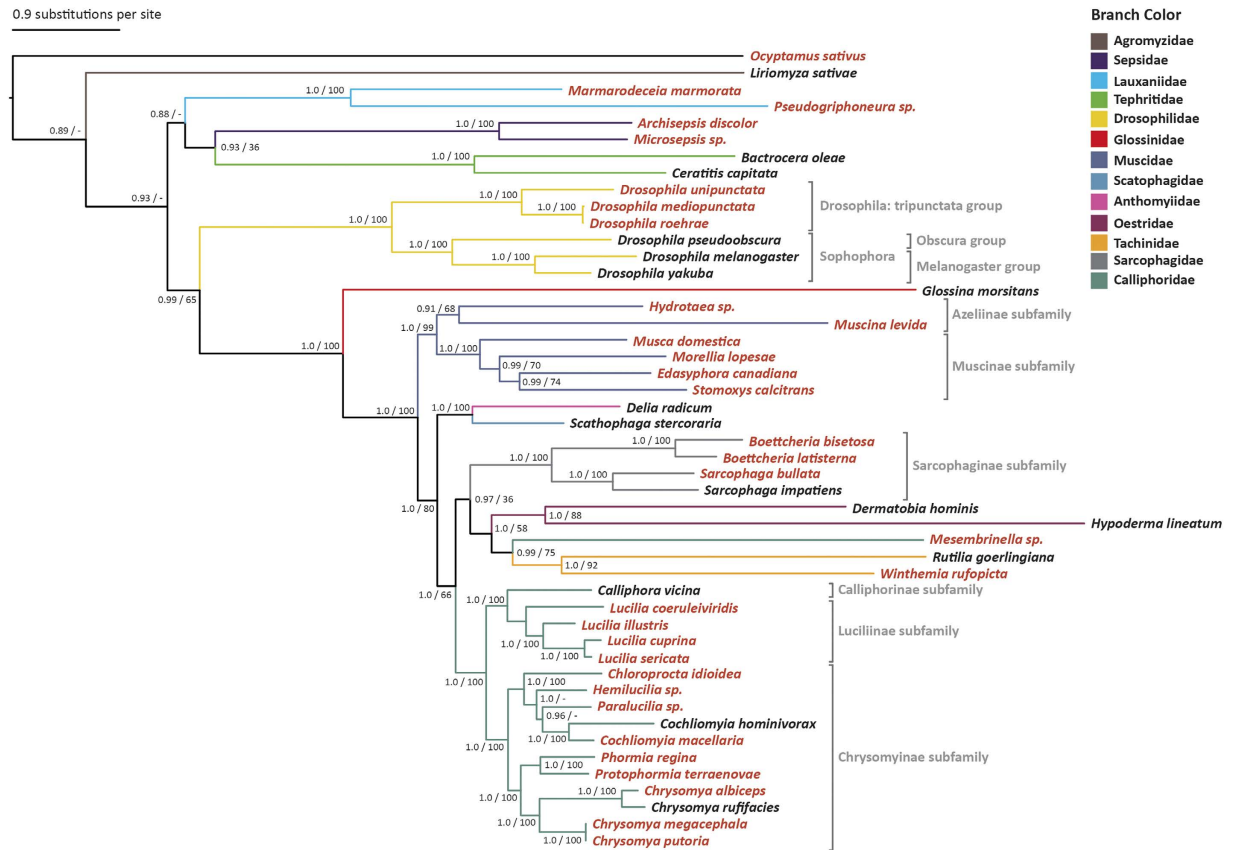 0.9 substitutions per site
Branch Color
Agromyzidae
Sepsidae
Lauxaniidae
Tephritidae
Drosophilidae
Glossinidae
Muscidae
Scatophagidae
Anthomyiidae
Oestridae
Tachinidae
Sarcophagidae
Calliphoridae
Ocyptamus sativus
Liriomyza sativae
1.0 / 100
Marmarodeceia marmorata
Pseudogriphoneura sp.
0.88 / -
0.89 / -
1.0 / 100
Archisepsis discolor
Microsepsis sp.
0.93 / 36
1.0 / 100
Bactrocera oleae
Ceratitis capitata
0.93 / -
1.0 / 100
Drosophila unipunctata
1.0 / 100
Drosophila mediopunctata
Drosophila roehrae
Drosophila: tripunctata group
1.0 / 100
Drosophila pseudoobscura
Obscura group
1.0 / 100
Drosophila melanogaster
Sophophora
1.0 / 100
Drosophila yakuba
Melanogaster group
0.99 / 65
Glossina morsitans
0.91 / 68
Hydrotaea sp.
Muscina levida
Azeliinae subfamily
1.0 / 99
Musca domestica
1.0 / 100
Morellia lopesae
0.99 / 70
Edasyphora canadiana
0.99 / 74
Stomoxys calcitrans
Muscinae subfamily
1.0 / 100
1.0 / 100
1.0 / 100
Delia radicum
Scathophaga stercoraria
1.0 / 100
Boettcheria bisetosa
Boettcheria latisterna
1.0 / 100
Sarcophaga bullata
1.0 / 100
Sarcophaga impatiens
Sarcophaginae subfamily
0.97 / 36
1.0 / 80
Dermatobia hominis
1.0 / 88
Hypoderma lineatum
1.0 / 58
Mesembrinella sp.
0.99 / 75
Rutilia goerlingiana
1.0 / 92
Winthemia rufopicta
1.0 / 66
Calliphora vicina
Calliphorinae subfamily
1.0 / 100
Lucilia coeruleiviridis
Lucilia illustris
1.0 / 100
Lucilia cuprina
1.0 / 100
Lucilia sericata
Luciliinae subfamily
1.0 / 100
Chloroprocta idioidea
1.0 / 100
Hemilucilia sp.
1.0 / -
Paralucilia sp.
0.96 / -
Cochliomyia hominivorax
1.0 / 100
Cochliomyia macellaria
1.0 / 100
Phormia regina
1.0 / 100
Protophormia terraenovae
Chrysomyinae subfamily
1.0 / 100
1.0 / 100
Chrysomya albiceps
Chrysomya rufifacies
1.0 / 100
Chrysomya megacephala
1.0 / 100
Chrysomya putoria